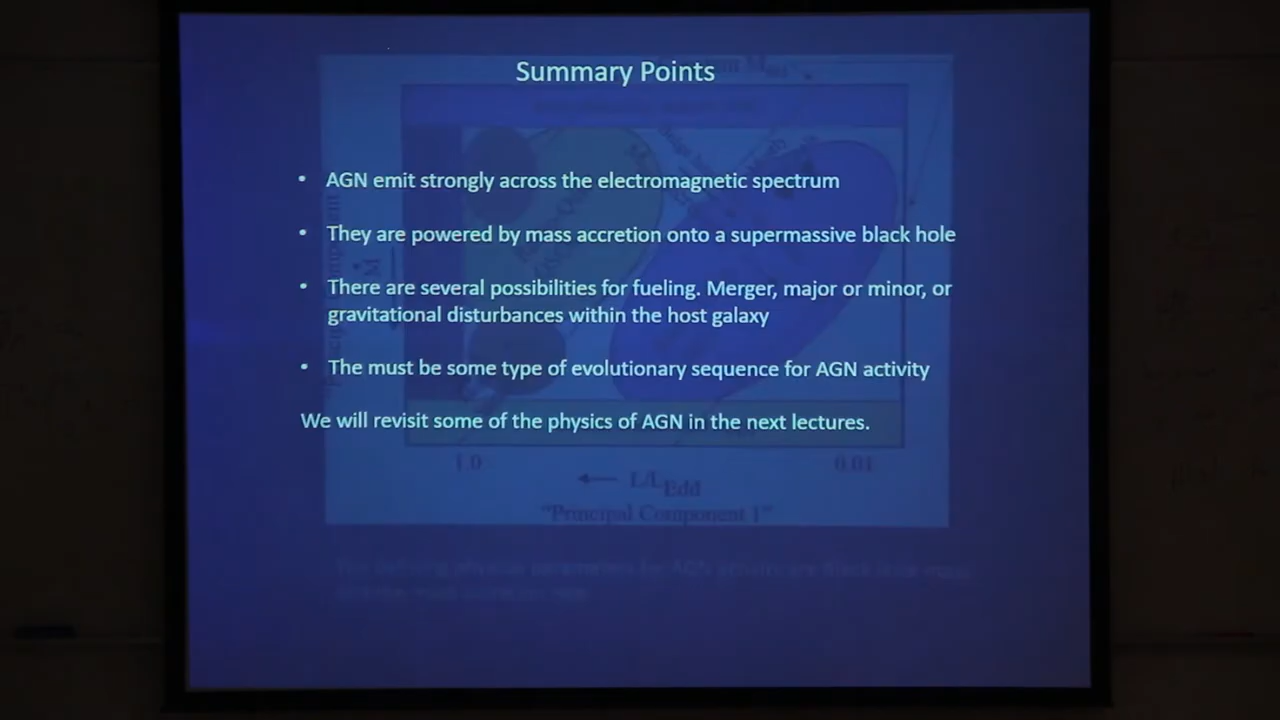 Summary Points
• AGN emit strongly across the electromagnetic spectrum
• They are powered by mass accretion onto a supermassive black hole
• There are several possibilities for fueling. Merger, major or minor, or
gravitational disturbances within the host galaxy
• The must be some type of evolutionary sequence for AGN activity
We will revisit some of the physics of AGN in the next lectures.
1.0 0.01
L/LEdd
"Principal Component 1"